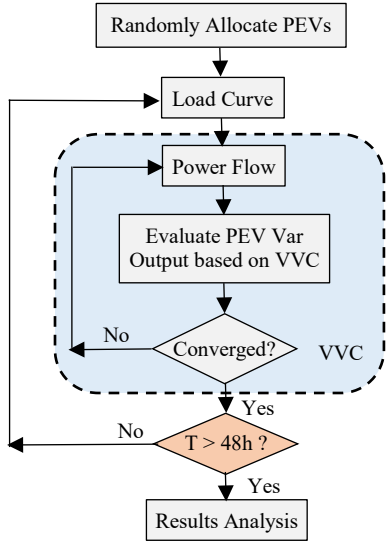 Randomly Allocate PEVs
Load Curve
Power Flow
Evaluate PEV Var
Output based on VVC
No
Converged?
VVC
Yes
No
T > 48h ?
Yes
Results Analysis